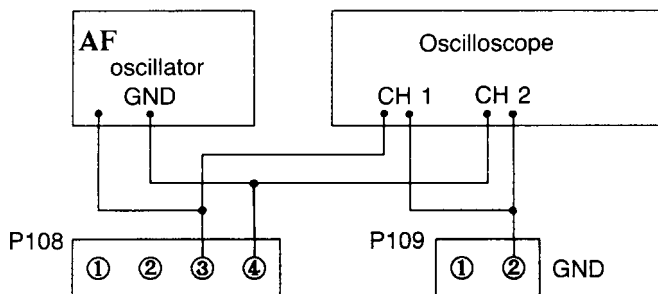 AF
oscillator
GND
Oscilloscope
CH 1 CH 2
P108
① ② ③ ④
P109
① ② GND